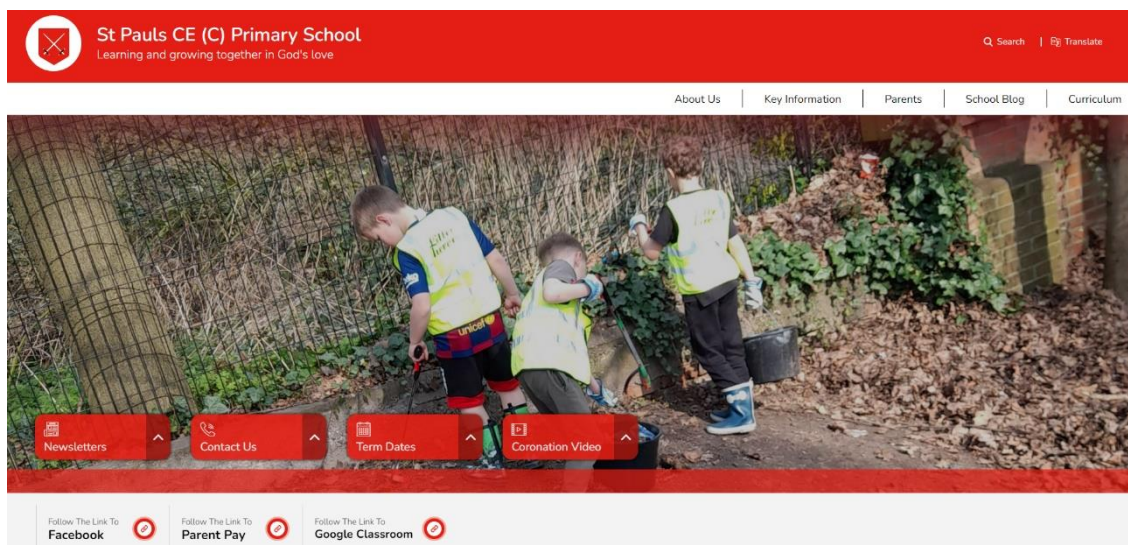 St Pauls CE (C) Primary School
Learning and growing together in God's love
Search | Translate
About Us | Key Information | Parents | School Blog | Curriculum
unicef
Newsletters
Contact Us
Term Dates
Coronation Video
Follow The Link To
Facebook
Follow The Link To
Parent Pay
Follow The Link To
Google Classroom